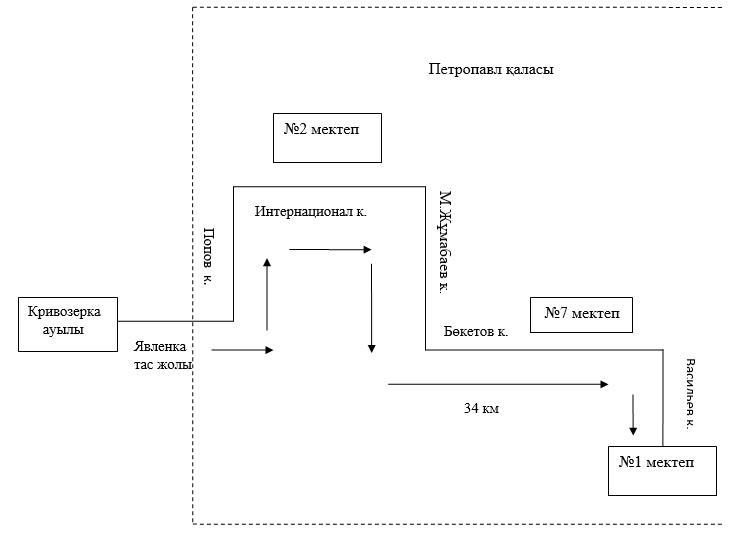 Петропавл қаласы
№2 мектеп
Интернационал к.
М.Жұмабаев к.
Попов к.
Кривозерка
ауылы
№7 мектеп
Бөкетов к.
Явленка
тас жолы
Васильев к.
34 км
№1 мектеп